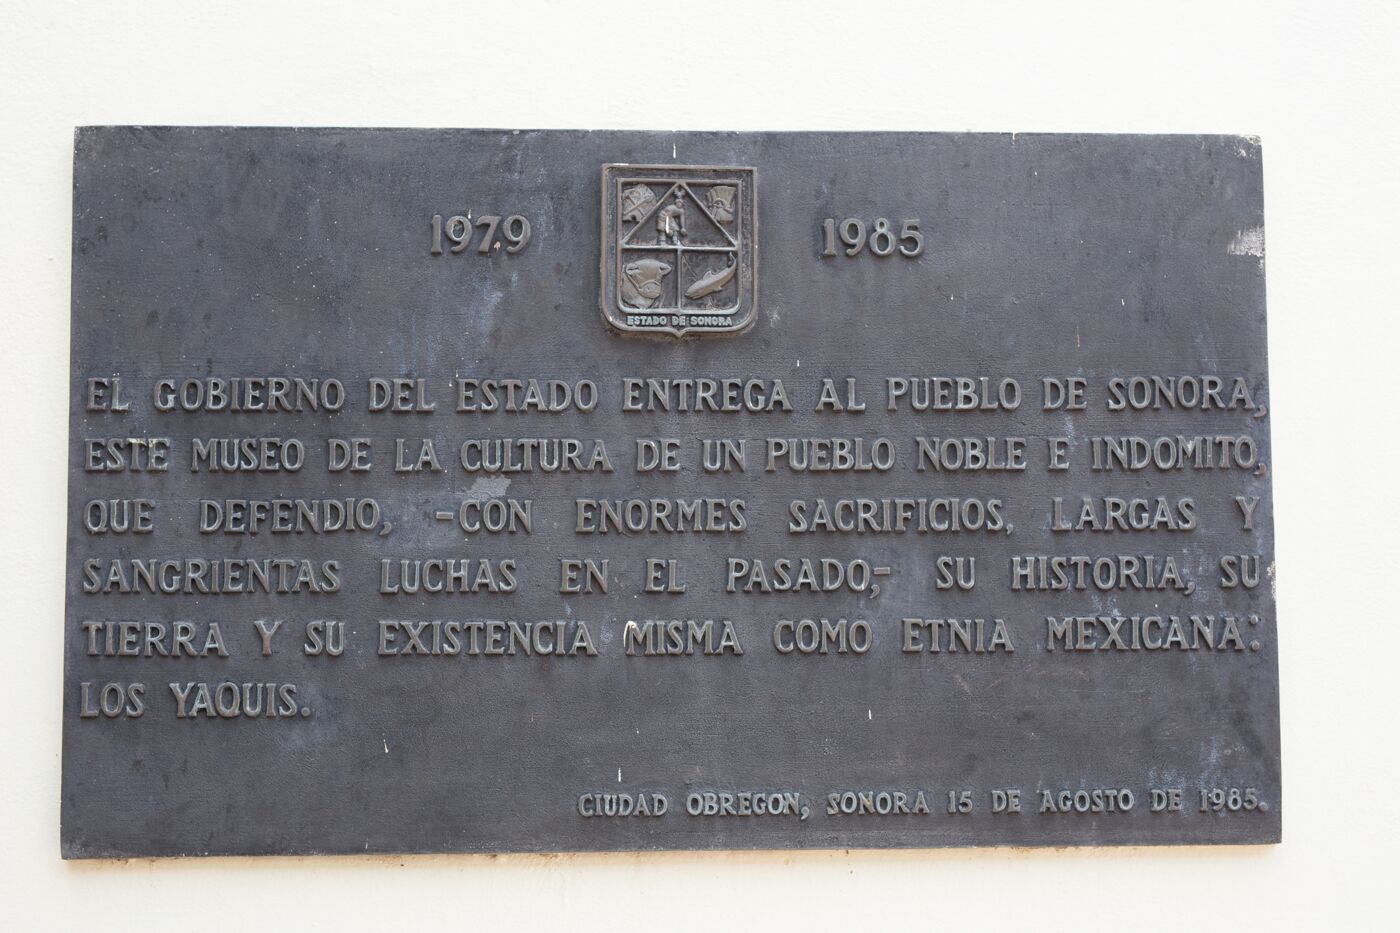 1979 1985
ESTADO DE SONORA
EL GOBIERNO DEL ESTADO ENTREGA AL PUEBLO DE SONORA,
ESTE MUSEO DE LA CULTURA DE UN PUEBLO NOBLE E INDOMITO,
QUE DEFENDIO, -CON ENORMES SACRIFICIOS, LARGAS Y
SANGRIENTAS LUCHAS EN EL PASADO,- SU HISTORIA, SU
TIERRA Y SU EXISTENCIA MISMA COMO ETNIA MEXICANA:
LOS YAQUIS.
CIUDAD OBREGON, SONORA 15 DE AGOSTO DE 1985.